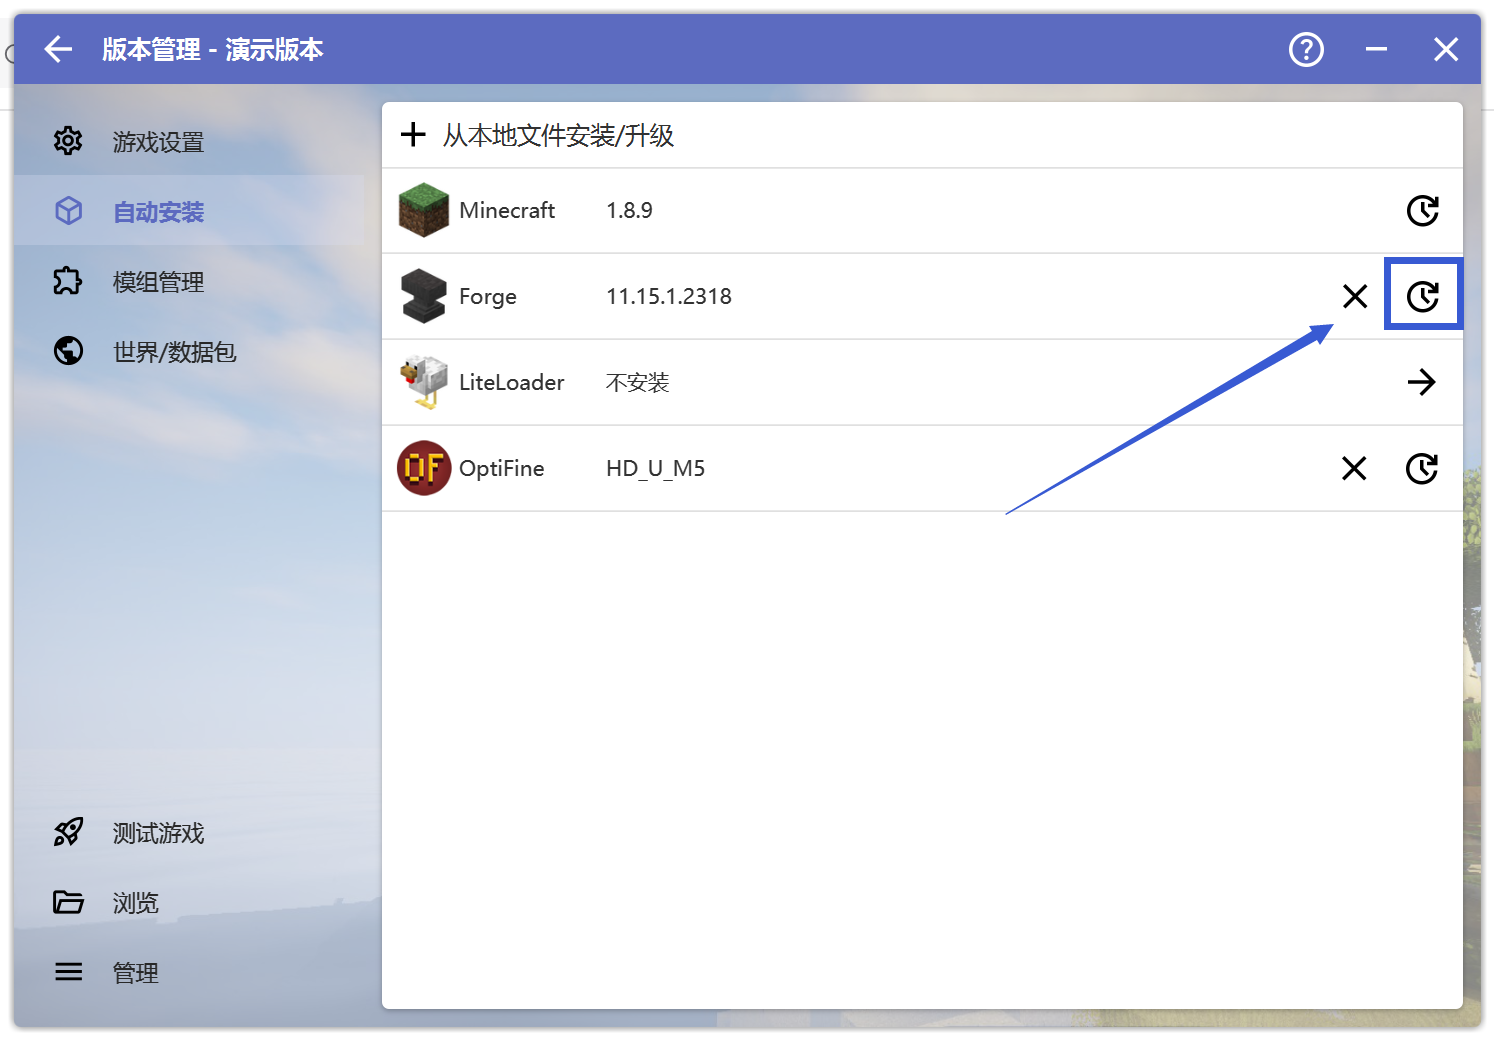 版本管理 - 演示版本
游戏设置
自动安装
模组管理
世界/数据包
测试游戏
浏览
管理
从本地文件安装/升级
Minecraft 1.8.9
Forge 11.15.1.2318
LiteLoader 不安装
OF OptiFine HD_U_M5